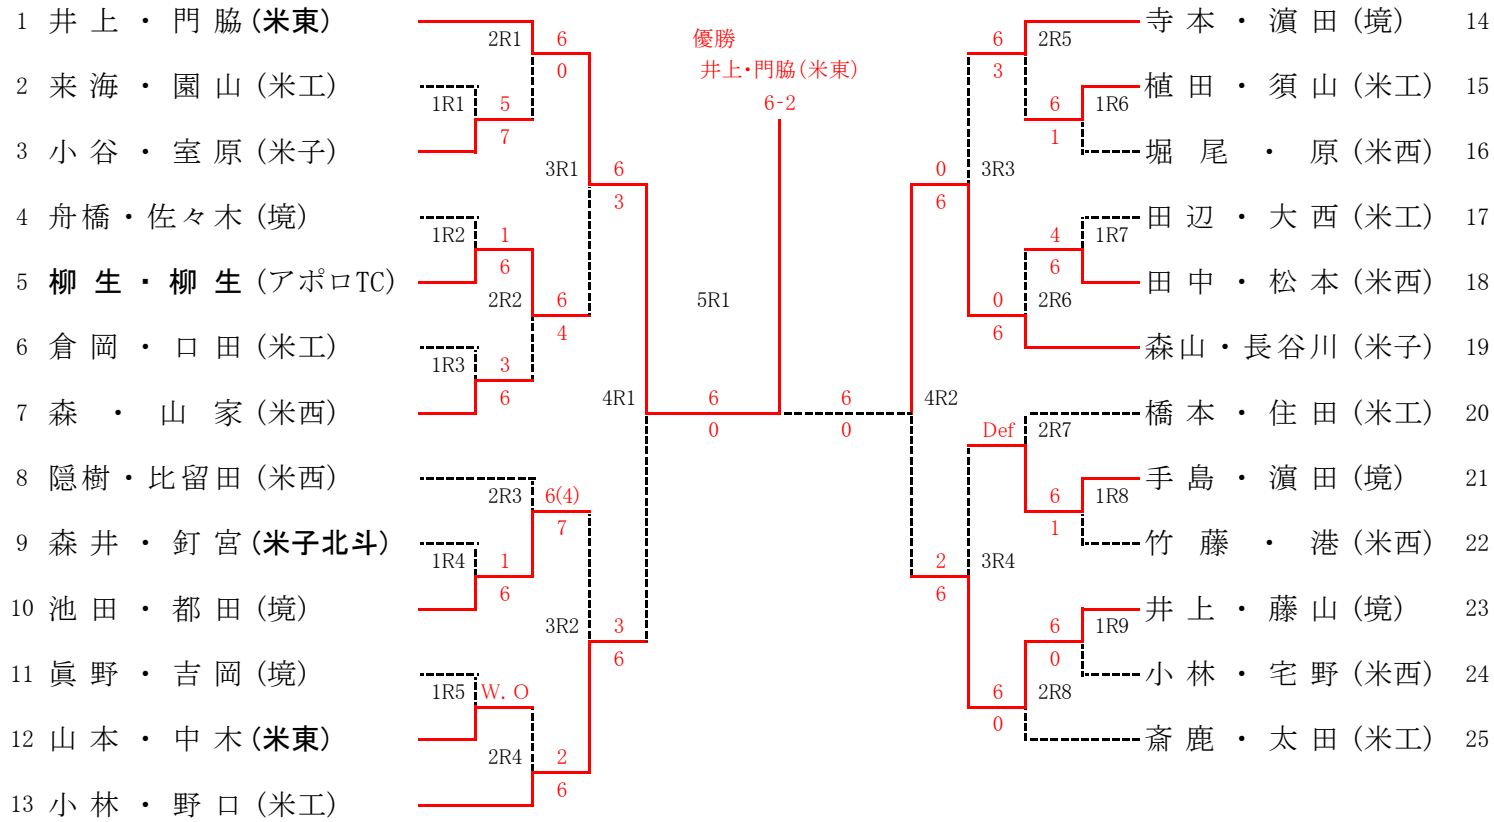 1 井上・門脇(米東)
2 来海・園山(米工)
3 小谷・室原(米子)
4 舟橋・佐々木(境)
5 柳生・柳生(アポロTC)
6 倉岡・口田(米工)
7 森・山家(米西)
8 隠樹・比留田(米西)
9 森井・釘宮(米子北斗)
10 池田・都田(境)
11 眞野・吉岡(境)
12 山本・中木(米東)
13 小林・野口(米工)
1R1
5
7
1R2
1
6
1R3
3
6
1R4
1
6
1R5
W.O
2R1
6
0
2R2
6
4
2R3
6(4)
7
2R4
2
6
3R1
6
3
3R2
3
6
4R1
6
0
優勝
井上・門脇(米東)
6-2
5R1
6
0
4R2
0
6
3R3
2
6
3R4
6
3
2R5
0
6
2R6
Def
2R7
6
0
2R8
6
1
1R6
4
6
1R7
6
1
1R8
6
0
1R9
寺本・濵田(境) 14
植田・須山(米工) 15
堀尾・原(米西) 16
田辺・大西(米工) 17
田中・松本(米西) 18
森山・長谷川(米子) 19
橋本・住田(米工) 20
手島・濵田(境) 21
竹藤・港(米西) 22
井上・藤山(境) 23
小林・宅野(米西) 24
斎鹿・太田(米工) 25